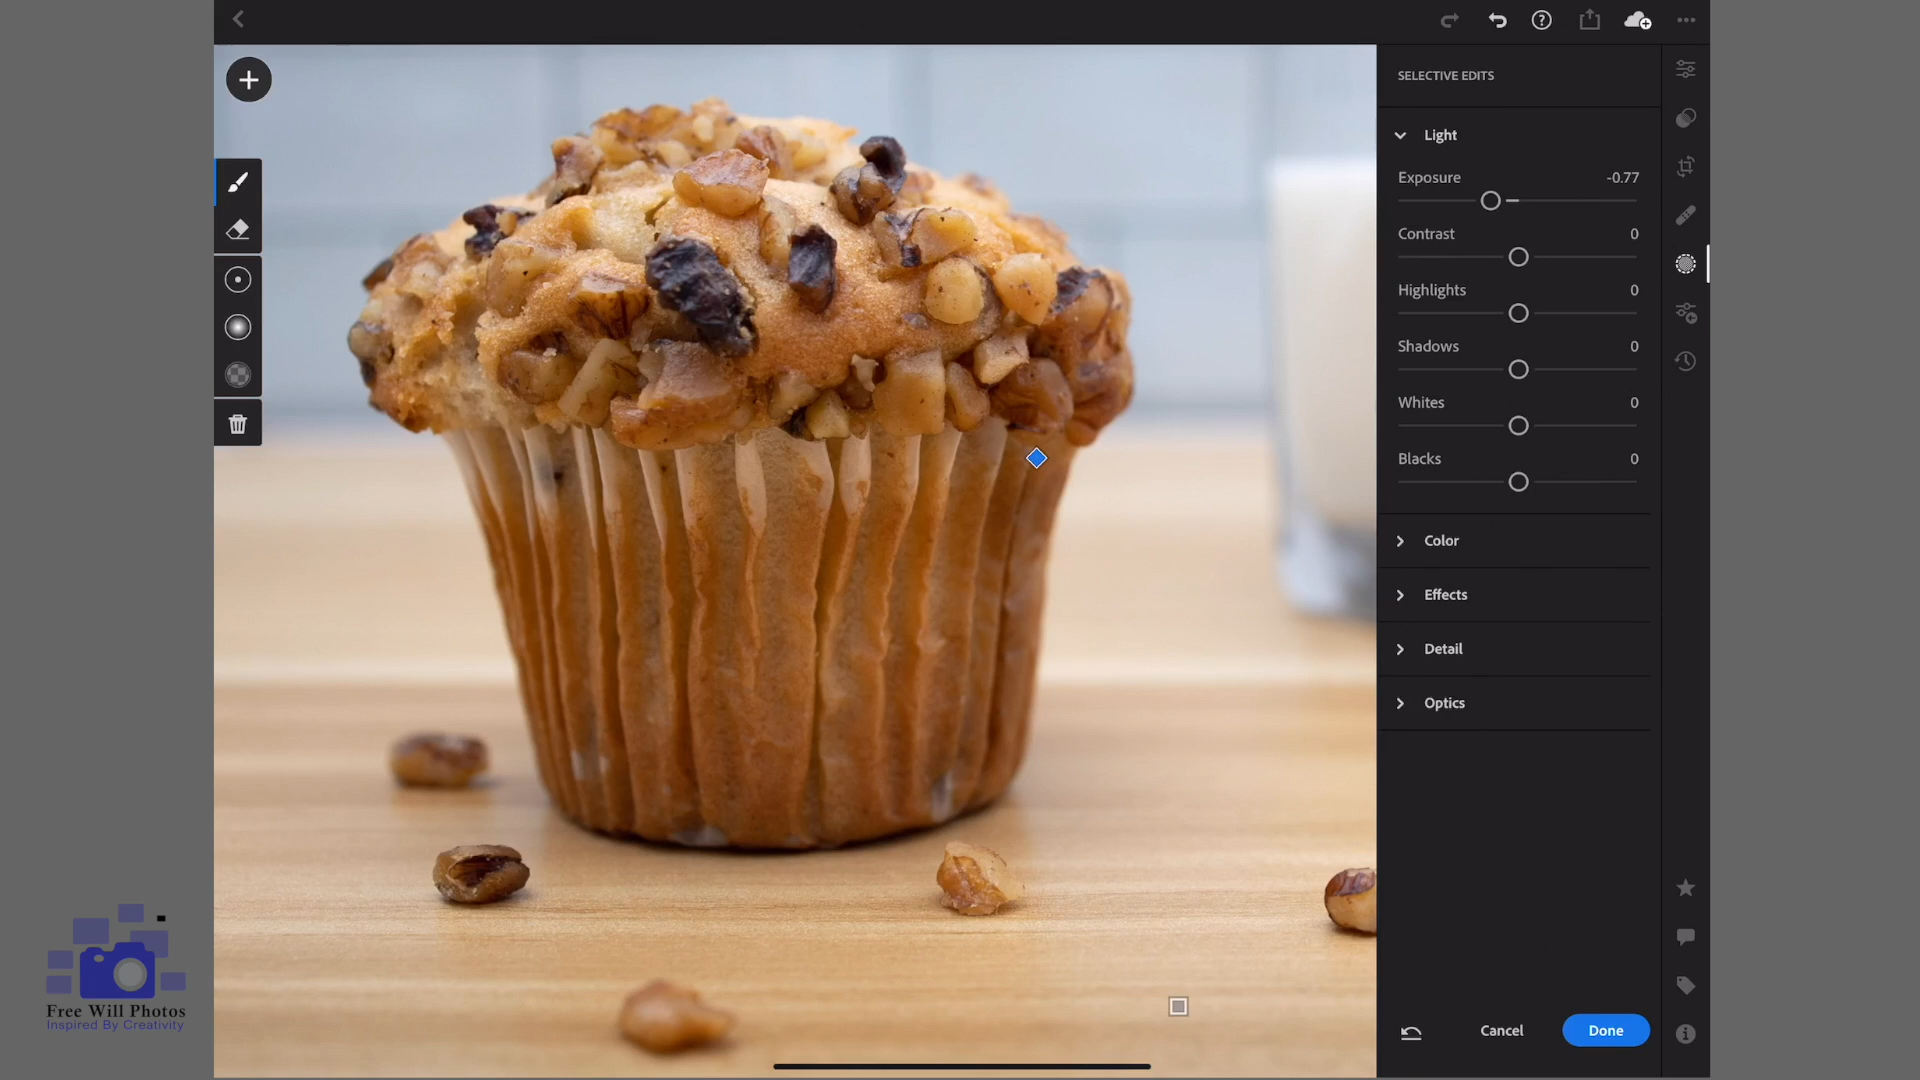 SELECTIVE EDITS
Light
Exposure -0.77
Contrast 0
Highlights 0
Shadows 0
Whites 0
Blacks 0
Color
Effects
Detail
Optics
Cancel Done
Free Will Photos
Inspired By Creativity